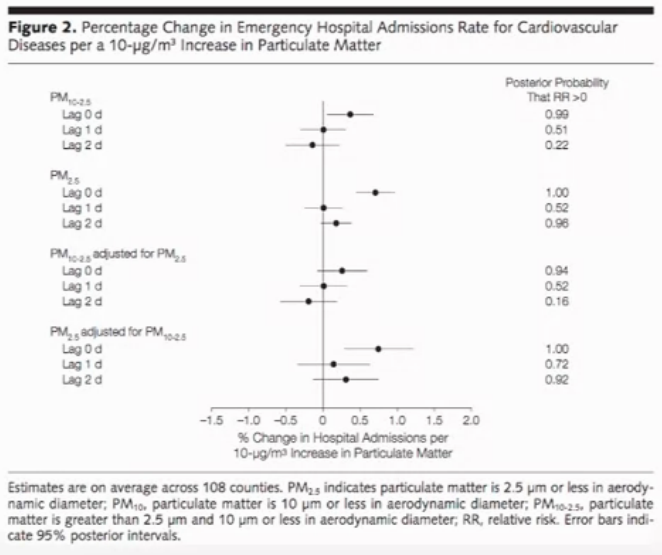 Figure 2. Percentage Change in Emergency Hospital Admissions Rate for Cardiovascular
Diseases per a 10-µg/m³ Increase in Particulate Matter
Posterior Probability
That RR >0
PM10-2.5
Lag 0 d 0.99
Lag 1 d 0.51
Lag 2 d 0.22
PM2.5
Lag 0 d 1.00
Lag 1 d 0.52
Lag 2 d 0.96
PM10-2.5 adjusted for PM2.5
Lag 0 d 0.94
Lag 1 d 0.52
Lag 2 d 0.16
PM2.5 adjusted for PM10-2.5
Lag 0 d 1.00
Lag 1 d 0.72
Lag 2 d 0.92
−1.5 −1.0 −0.5 0 0.5 1.0 1.5 2.0
% Change in Hospital Admissions per
10-µg/m³ Increase in Particulate Matter
Estimates are on average across 108 counties. PM2.5 indicates particulate matter is 2.5 µm or less in aerody-
namic diameter; PM10, particulate matter is 10 µm or less in aerodynamic diameter; PM10-2.5, particulate
matter is greater than 2.5 µm and 10 µm or less in aerodynamic diameter; RR, relative risk. Error bars indi-
cate 95% posterior intervals.